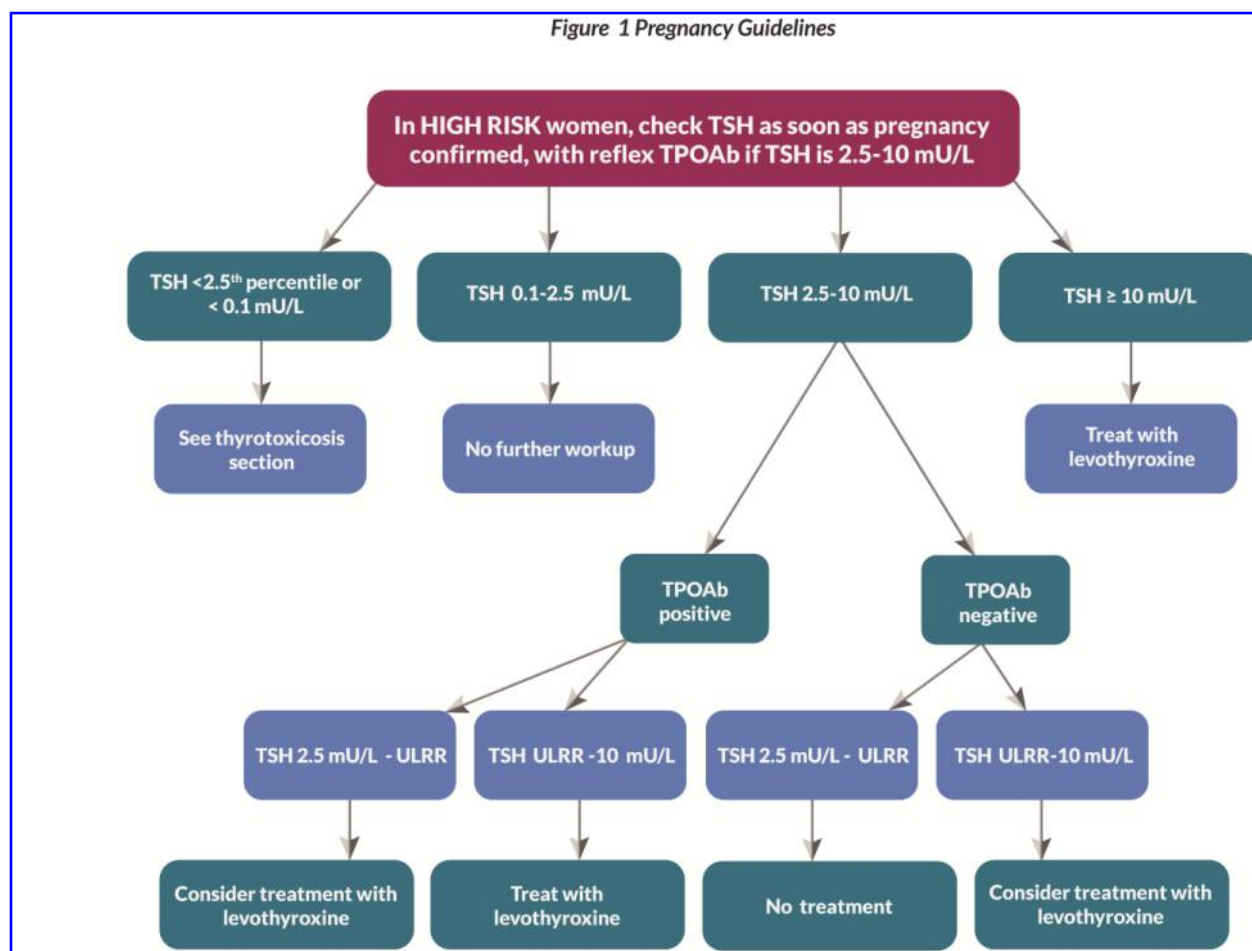 Figure 1 Pregnancy Guidelines
In HIGH RISK women, check TSH as soon as pregnancy
confirmed, with reflex TPOAb if TSH is 2.5-10 mU/L
TSH <2.5th percentile or
< 0.1 mU/L
TSH 0.1-2.5 mU/L
TSH 2.5-10 mU/L
TSH ≥ 10 mU/L
See thyrotoxicosis
section
No further workup
Treat with
levothyroxine
TPOAb
positive
TPOAb
negative
TSH 2.5 mU/L - ULRR
TSH ULRR -10 mU/L
TSH 2.5 mU/L - ULRR
TSH ULRR-10 mU/L
Consider treatment with
levothyroxine
Treat with
levothyroxine
No treatment
Consider treatment with
levothyroxine